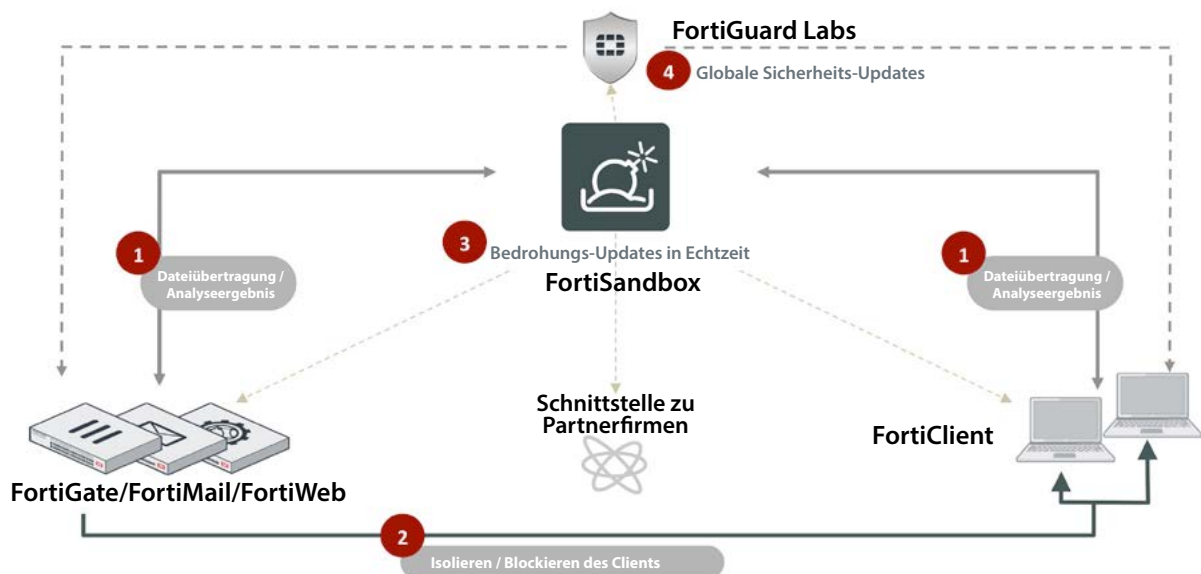 FortiGuard Labs
4 Globale Sicherheits-Updates
1
Dateiübertragung /
Analyseergebnis
3 Bedrohungs-Updates in Echtzeit
FortiSandbox
1
Dateiübertragung /
Analyseergebnis
Schnittstelle zu
Partnerfirmen
FortiClient
FortiGate/FortiMail/FortiWeb
2
Isolieren / Blockieren des Clients